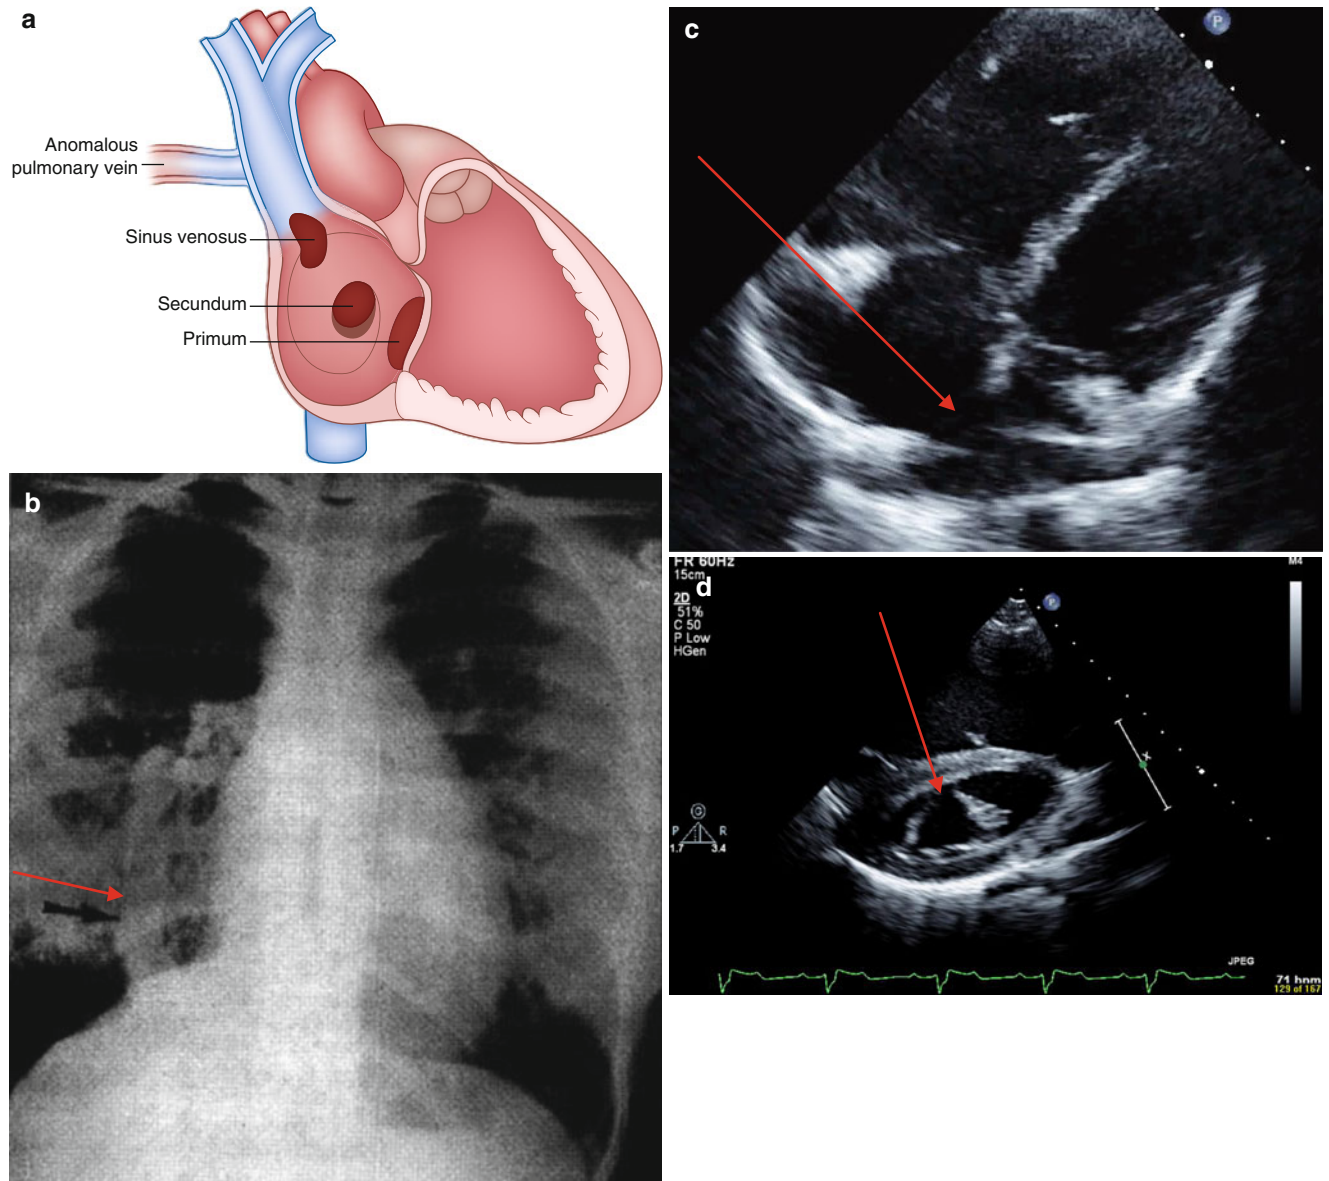 a
Anomalous
pulmonary vein
Sinus venosus
Secundum
Primum
b
c
P
d
FR 60Hz
15cm
2D
51%
C 50
P Low
HGen
P
M4
X
G
P R
1.7 3.4
JPEG
71 bpm
129 of 167